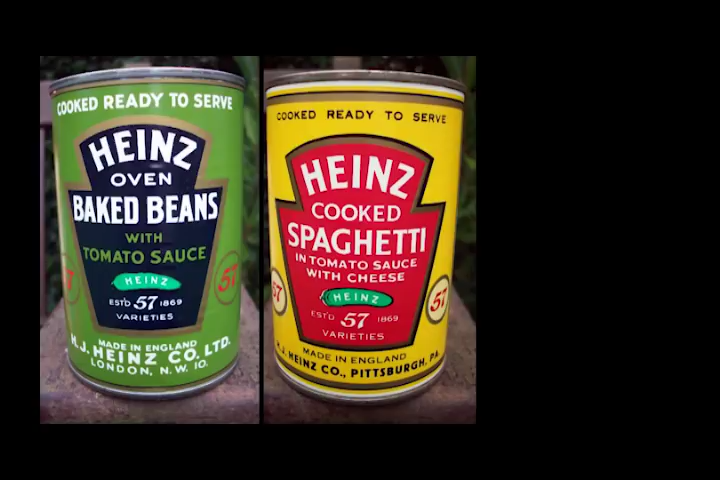 COOKED READY TO SERVE
HEINZ
OVEN
BAKED BEANS
WITH
TOMATO SAUCE
HEINZ
57
57
ESTD 57 1869
VARIETIES
MADE IN ENGLAND
H.J. HEINZ CO. LTD.
LONDON, N.W. 10.
COOKED READY TO SERVE
HEINZ
COOKED
SPAGHETTI
IN TOMATO SAUCE
WITH CHEESE
HEINZ
57
57
EST'D 57 1869
VARIETIES
MADE IN ENGLAND
H.J. HEINZ CO., PITTSBURGH, PA.